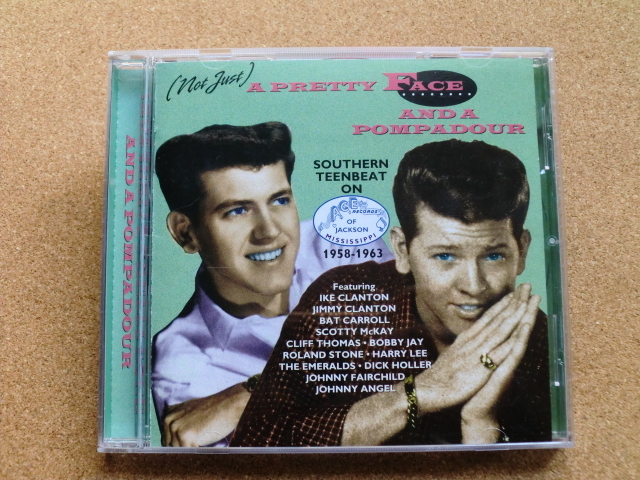 (Not Just)
A PRETTY FACE
AND A
POMPADOUR
SOUTHERN
TEENBEAT
ON
ACE
RECORDS
OF
JACKSON
MISSISSIPPI
1958-1963
Featuring
IKE CLANTON
JIMMY CLANTON
BAT CARROLL
SCOTTY McKAY
CLIFF THOMAS • BOBBY JAY
ROLAND STONE • HARRY LEE
THE EMERALDS • DICK HOLLER
JOHNNY FAIRCHILD
JOHNNY ANGEL
AND A POMPADOUR